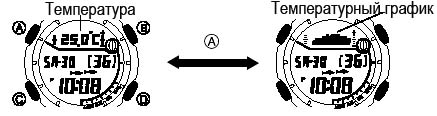 Температура
Температурный график
A
B
25.0°C
SA-30 [36]
P 10:08
C
D
A
SA-30 [36]
P 10:08